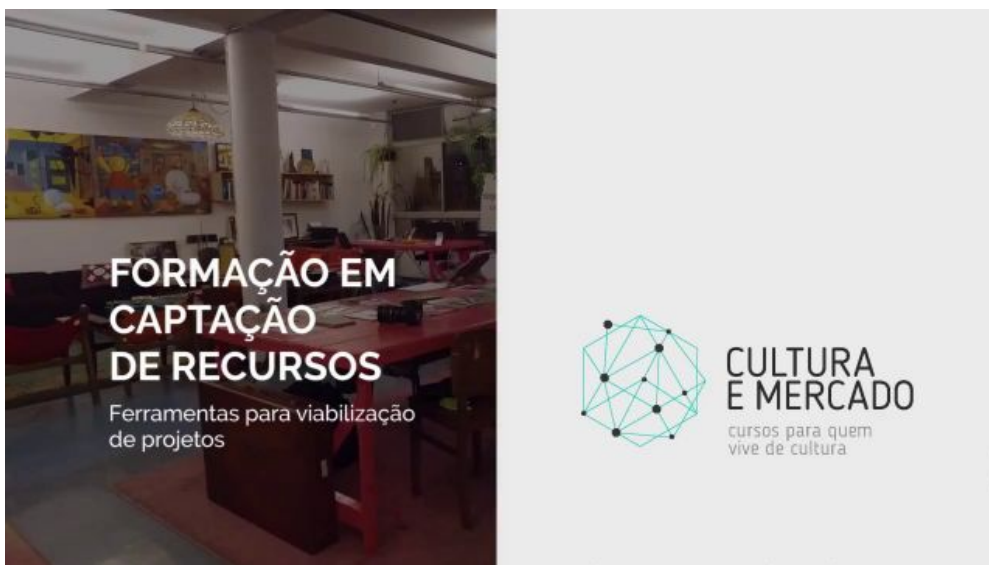 FORMAÇÃO EM
CAPTAÇÃO
DE RECURSOS
Ferramentas para viabilização
de projetos
CULTURA
E MERCADO
cursos para quem
vive de cultura